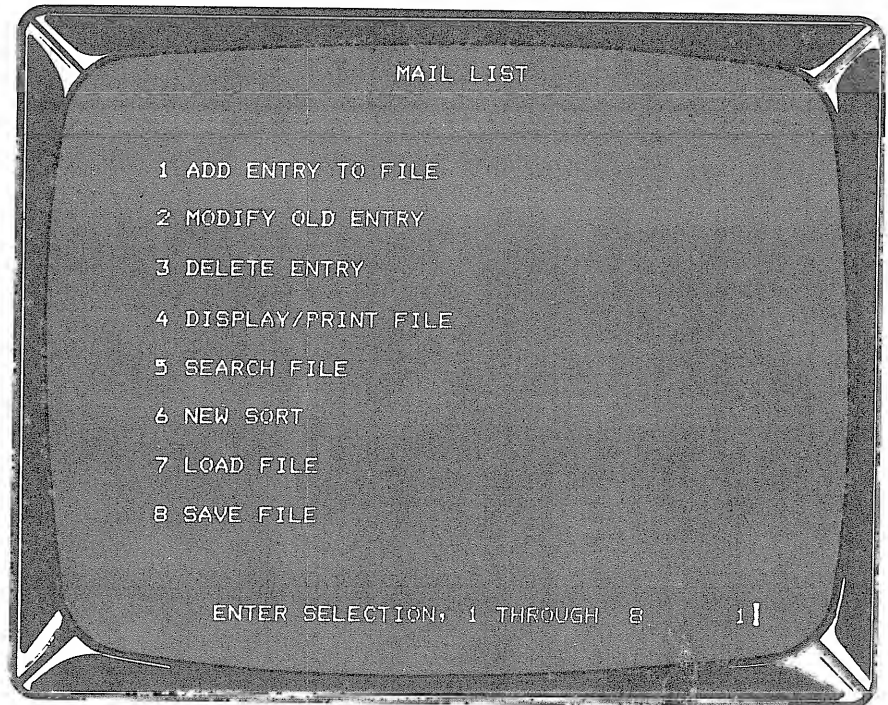 MAIL LIST
1 ADD ENTRY TO FILE
2 MODIFY OLD ENTRY
3 DELETE ENTRY
4 DISPLAY/PRINT FILE
5 SEARCH FILE
6 NEW SORT
7 LOAD FILE
8 SAVE FILE
ENTER SELECTION, 1 THROUGH 8 1